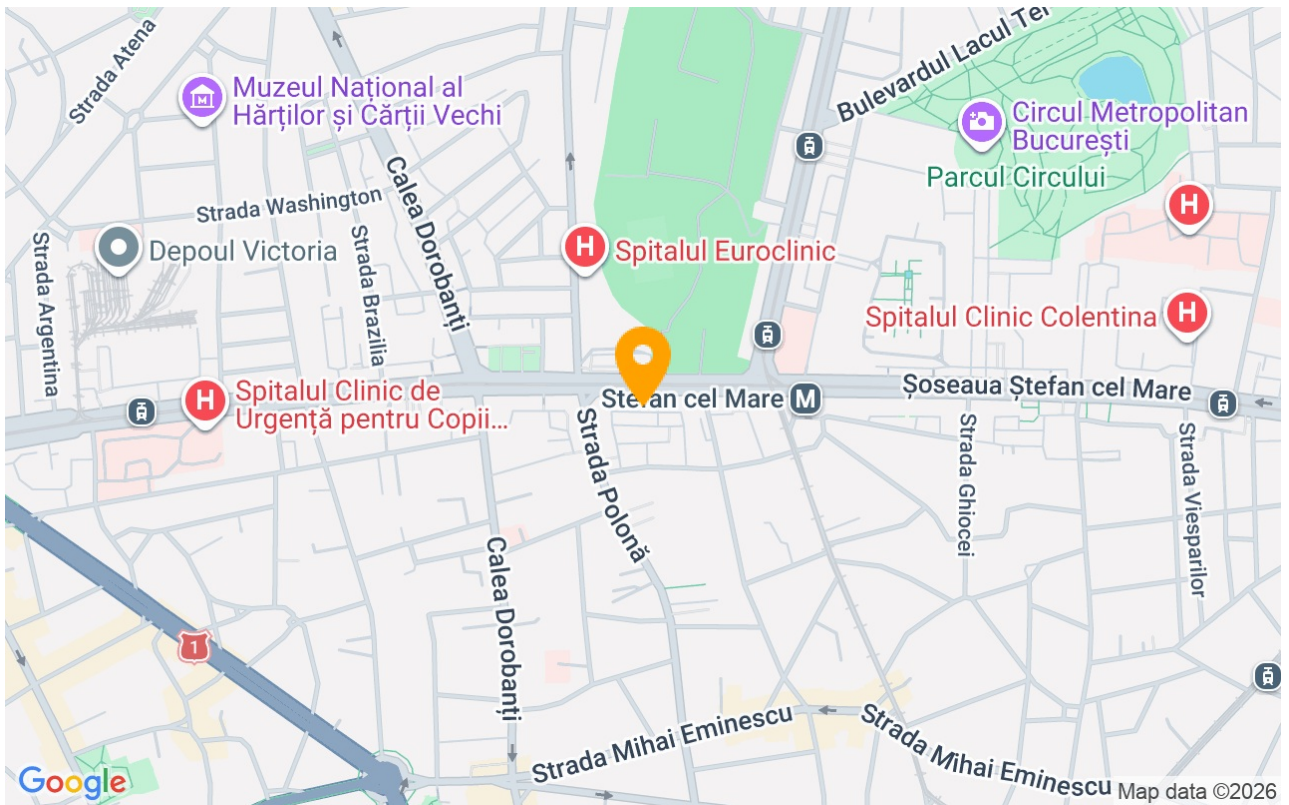 Strada Atena
Muzeul Național al
Hărților și Cărții Vechi
Bulevardul Lacul Tei
Circul Metropolitan
București
Parcul Circului
H
Strada Washington
Calea Dorobanți
Strada Argentina
Depoul Victoria
Strada Brazilia
H
Spitalul Euroclinic
Spitalul Clinic Colentina
H
H
Spitalul Clinic de
Urgență pentru Copii...
Ștefan cel Mare
M
Șoseaua Ștefan cel Mare
Strada Polonă
Strada Ghiocei
Strada Viesparilor
Calea Dorobanți
1
Strada Mihai Eminescu
Strada Mihai Eminescu
Google
Map data ©2026